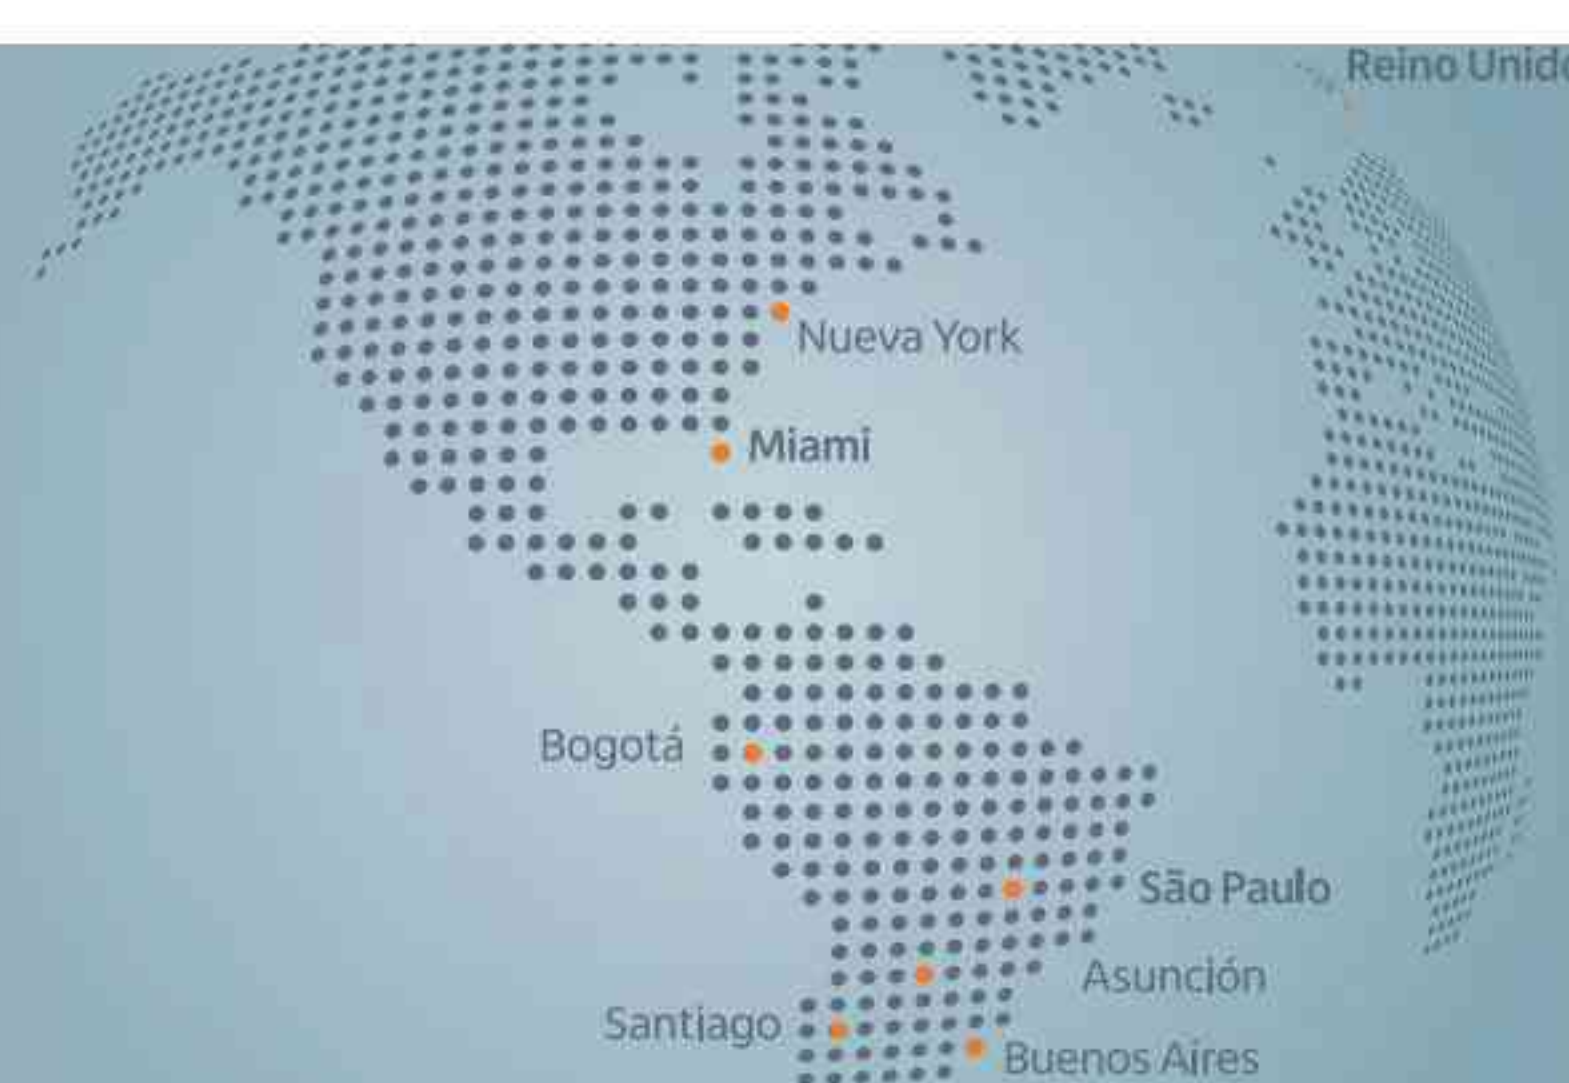 Reino Unido
Nueva York
Miami
Bogotá
São Paulo
Asunción
Santiago
Buenos Aires